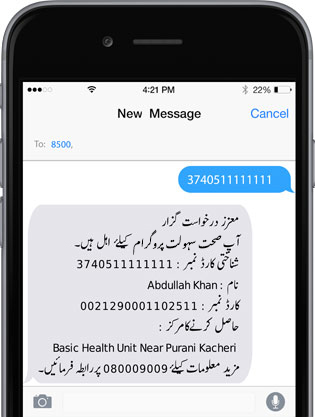 4:21 PM
22%
New Message
Cancel
To: 8500,
3740511111111
معزز درخواست گزار
آپ صحت سہولت پروگرام کیلئے اہل ہیں۔
شناختی کارڈ نمبر : 3740511111111
نام : Abdullah Khan
کارڈ نمبر : 0021290001102511
حاصل کرنے کا مرکز :
Basic Health Unit Near Purani Kacheri
مزید معلومات کیلئے 080009009 پر رابطہ فرمائیں۔